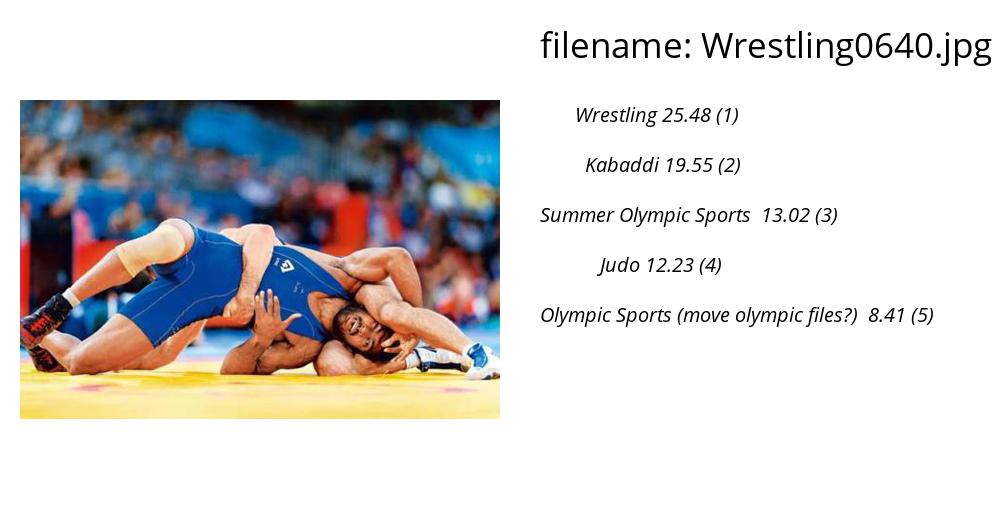 filename: Wrestling0640.jpg
Wrestling 25.48 (1)
Kabaddi 19.55 (2)
Summer Olympic Sports 13.02 (3)
Judo 12.23 (4)
Olympic Sports (move olympic files?) 8.41 (5)